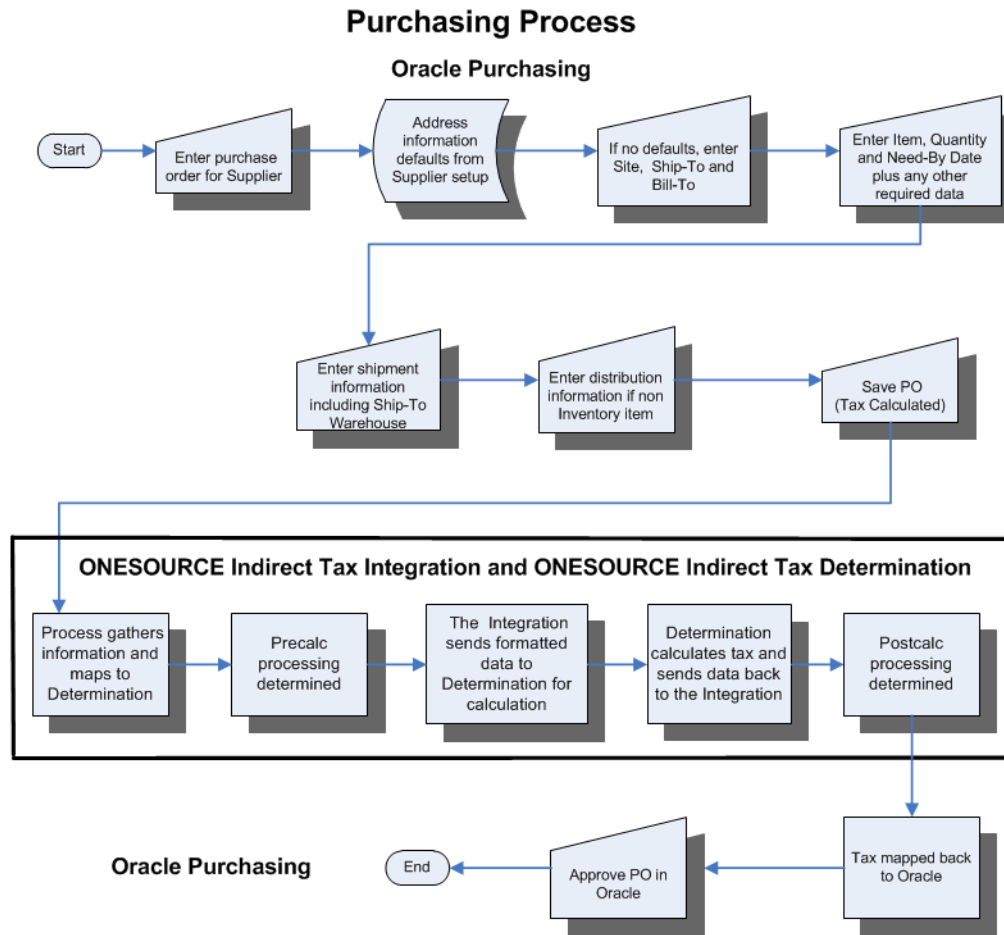 Purchasing Process
Oracle Purchasing
Start
Enter purchase
order for Supplier
Address
information
defaults from
Supplier setup
If no defaults, enter
Site,  Ship-To and
Bill-To
Enter Item, Quantity
and Need-By Date
plus any other
required data
Enter shipment
information
including Ship-To
Warehouse
Enter distribution
information if non
Inventory item
Save PO
(Tax Calculated)
ONESOURCE Indirect Tax Integration and ONESOURCE Indirect Tax Determination
Process gathers
information and
maps to
Determination
Precalc
processing
determined
The  Integration
sends formatted
data to
Determination for
calculation
Determination
calculates tax and
sends data back
to the Integration
Postcalc
processing
determined
Oracle Purchasing
End
Approve PO in
Oracle
Tax mapped back
to Oracle